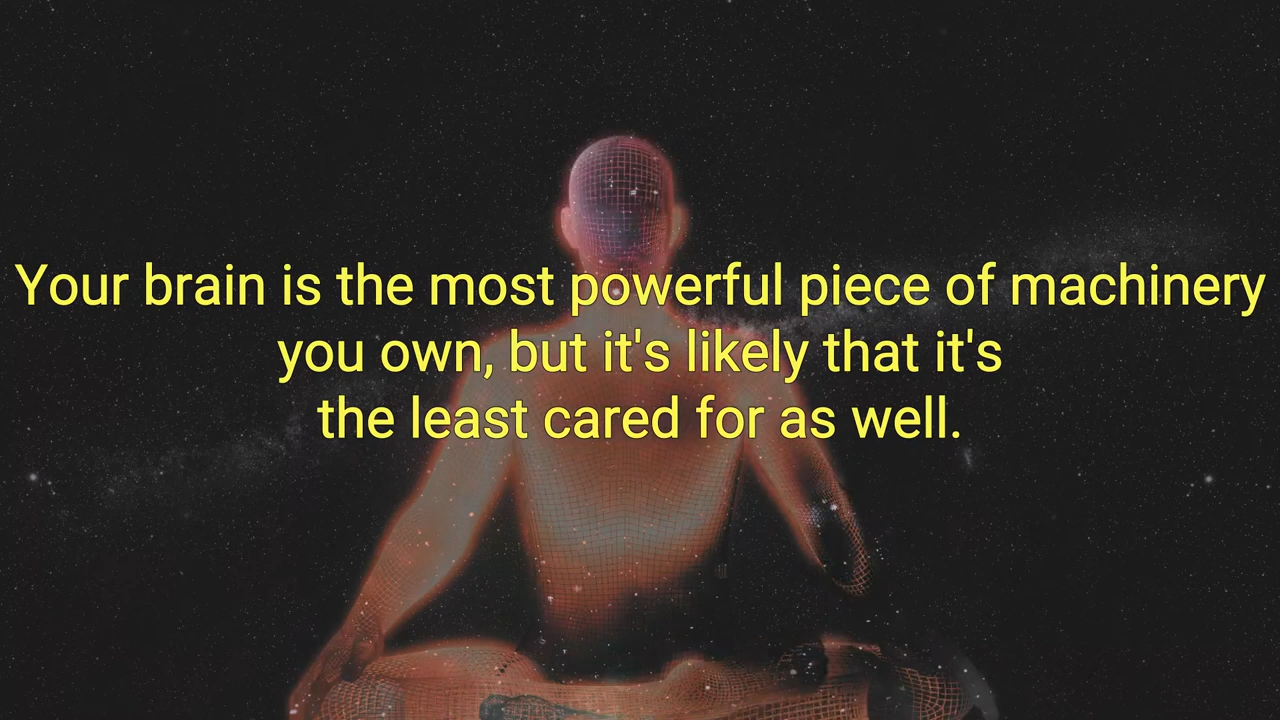 Your brain is the most powerful piece of machinery
you own, but it's likely that it's
the least cared for as well.